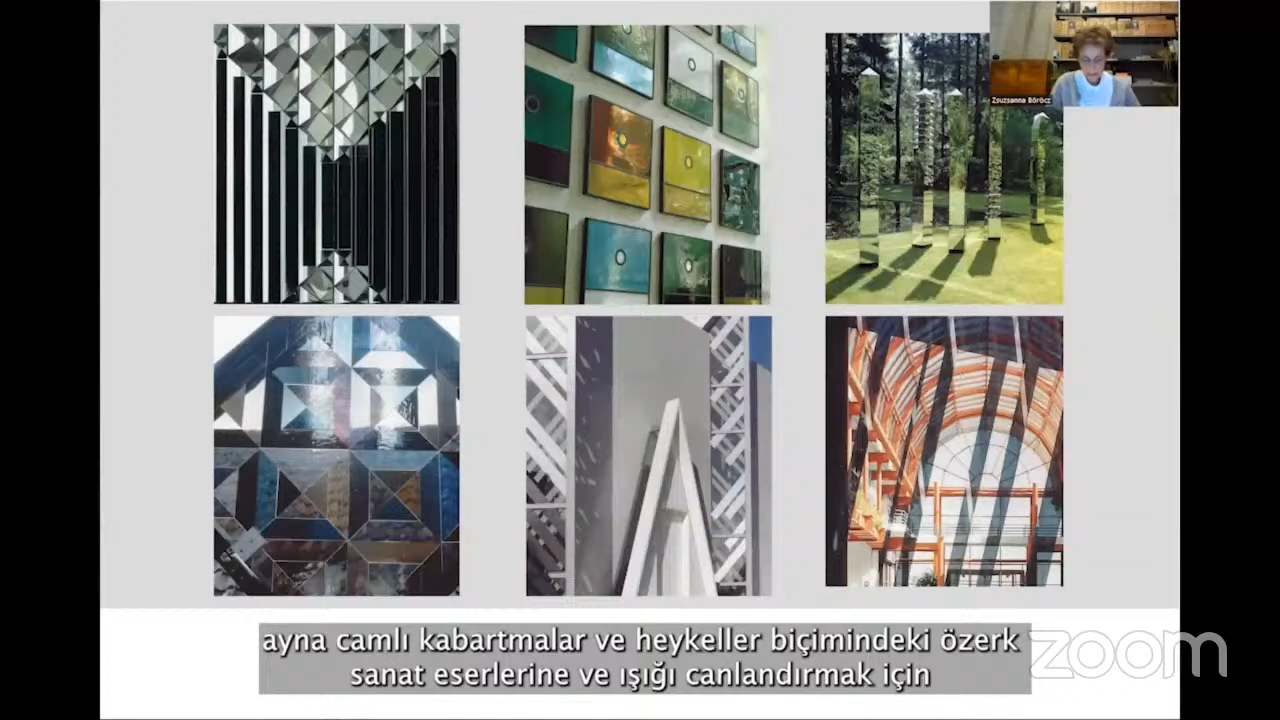 Zsuzsanna Böröcz
ayna camlı kabartmalar ve heykeller biçimindeki özerk
sanat eserlerine ve ışığı canlandırmak için
zoom